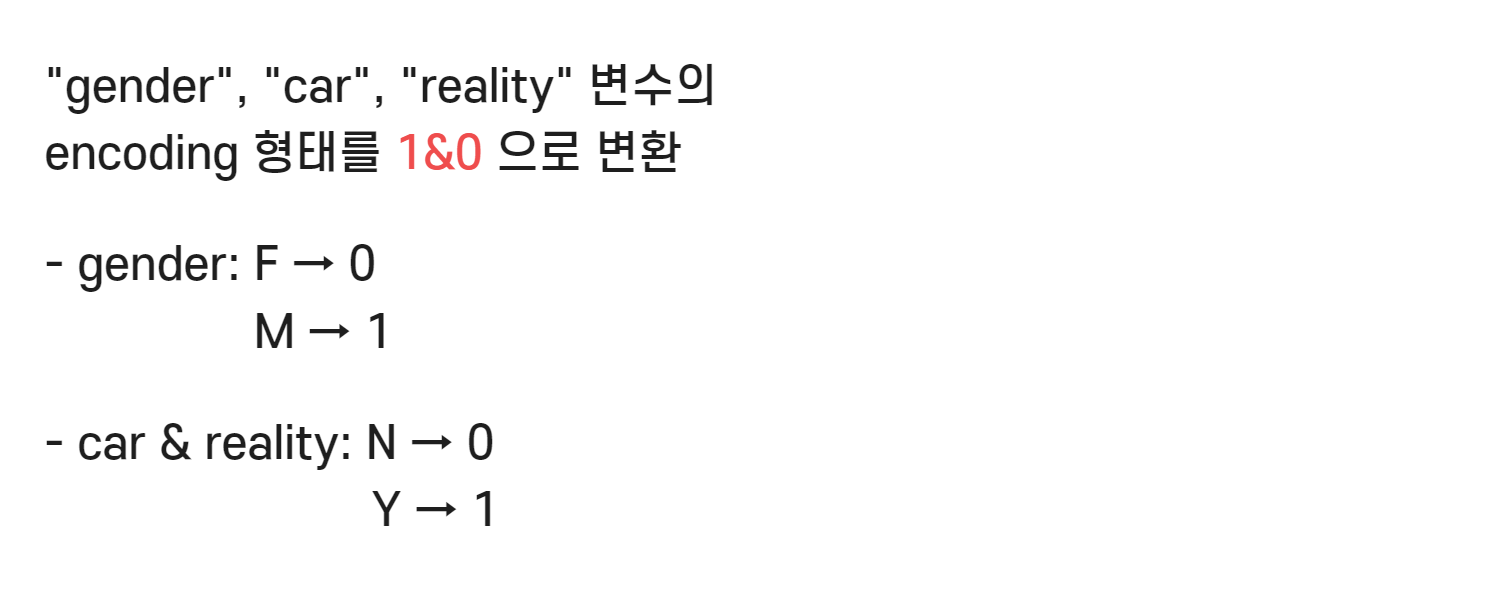 "gender", "car", "reality" 변수의
encoding 형태를 1&0 으로 변환
- gender: F → 0
M → 1
- car & reality: N → 0
Y → 1